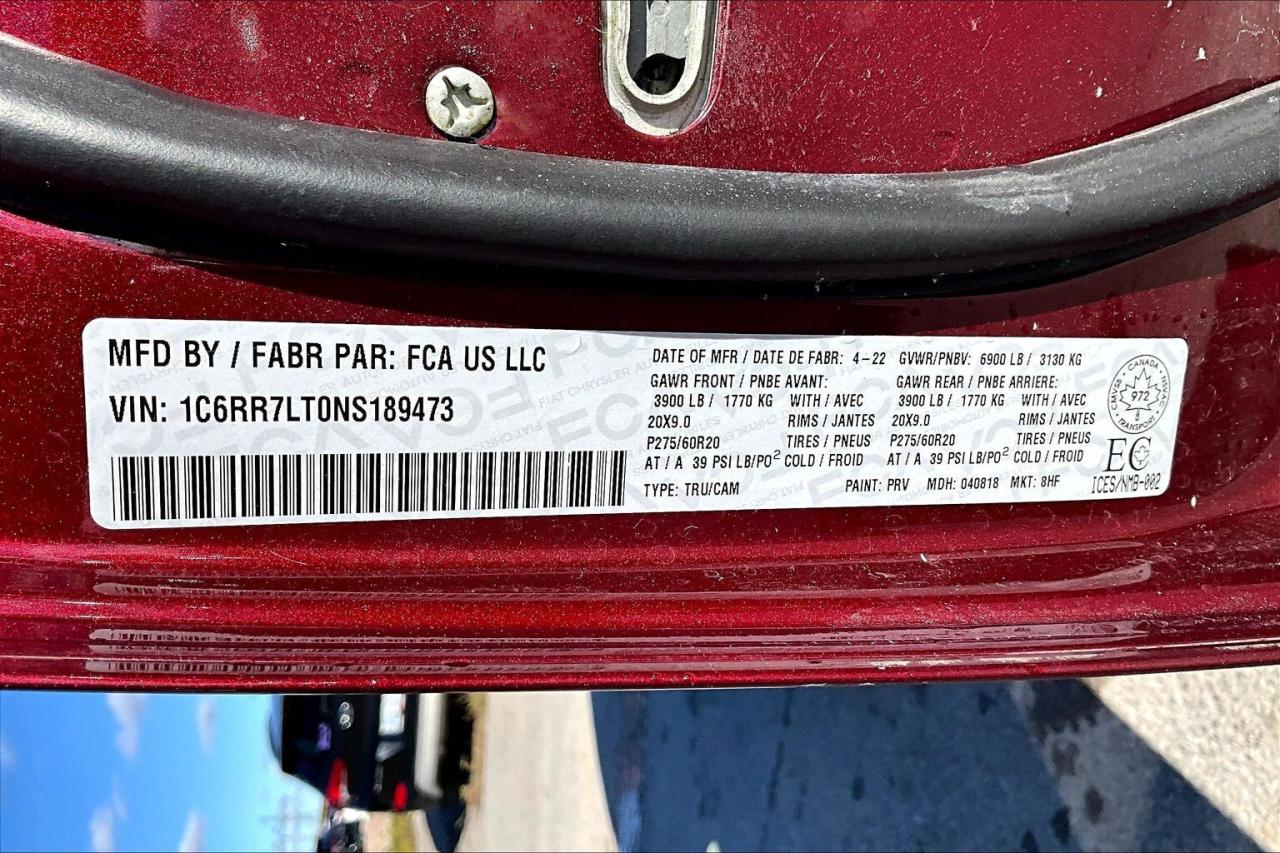 MFD BY / FABR PAR: FCA US LLC
VIN: 1C6RR7LT0NS189473
DATE OF MFR / DATE DE FABR: 4-22 GVWR/PNBV: 6900 LB / 3130 KG
GAWR FRONT / PNBE AVANT: GAWR REAR / PNBE ARRIERE:
3900 LB / 1770 KG WITH / AVEC 3900 LB / 1770 KG WITH / AVEC
20X9.0 RIMS / JANTES 20X9.0 RIMS / JANTES
P275/60R20 TIRES / PNEUS P275/60R20 TIRES / PNEUS
AT / A 39 PSI LB/PO² COLD / FROID AT / A 39 PSI LB/PO² COLD / FROID
TYPE: TRU/CAM PAINT: PRV MDH: 040818 MKT: 8HF
CANADA
CMVSS 972 NSVAC
TRANSPORT
EC
ICES/NMB-002